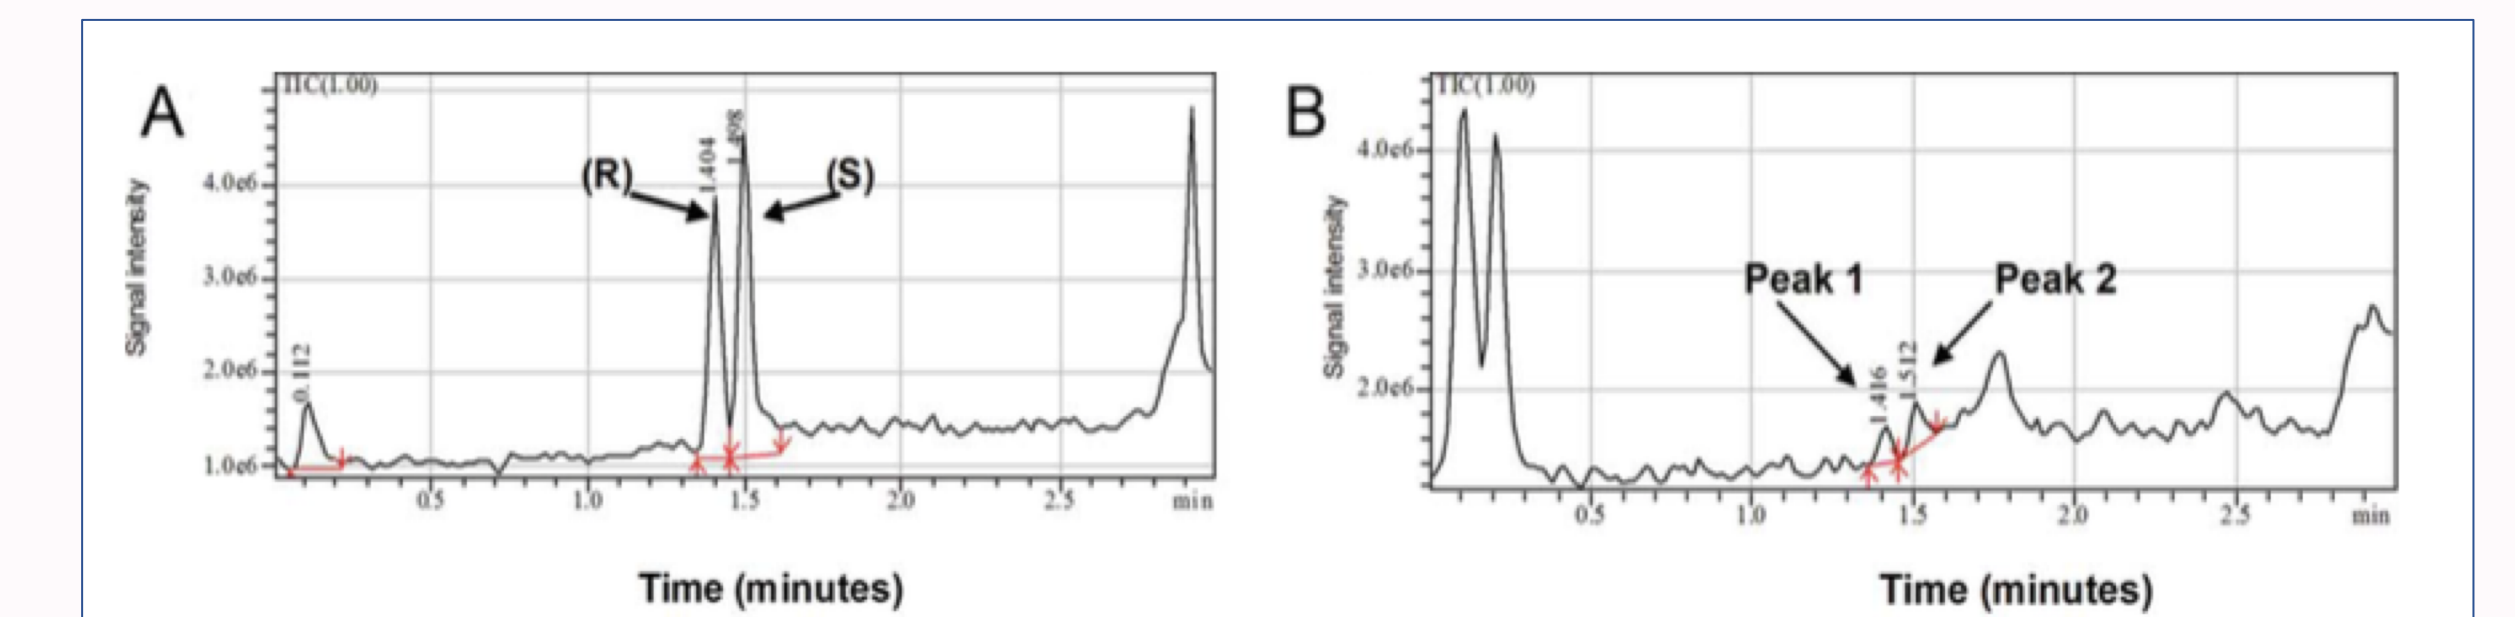 A
TIC(1.00)
Signal intensity
4.0e6
3.0e6
2.0e6
1.0e6
0.112
1.404
1.498
(R)
(S)
0.5
1.0
1.5
2.0
2.5
min
Time (minutes)
B
TIC(1.00)
Signal intensity
4.0e6
3.0e6
2.0e6
Peak 1
Peak 2
1.416
1.512
0.5
1.0
1.5
2.0
2.5
min
Time (minutes)